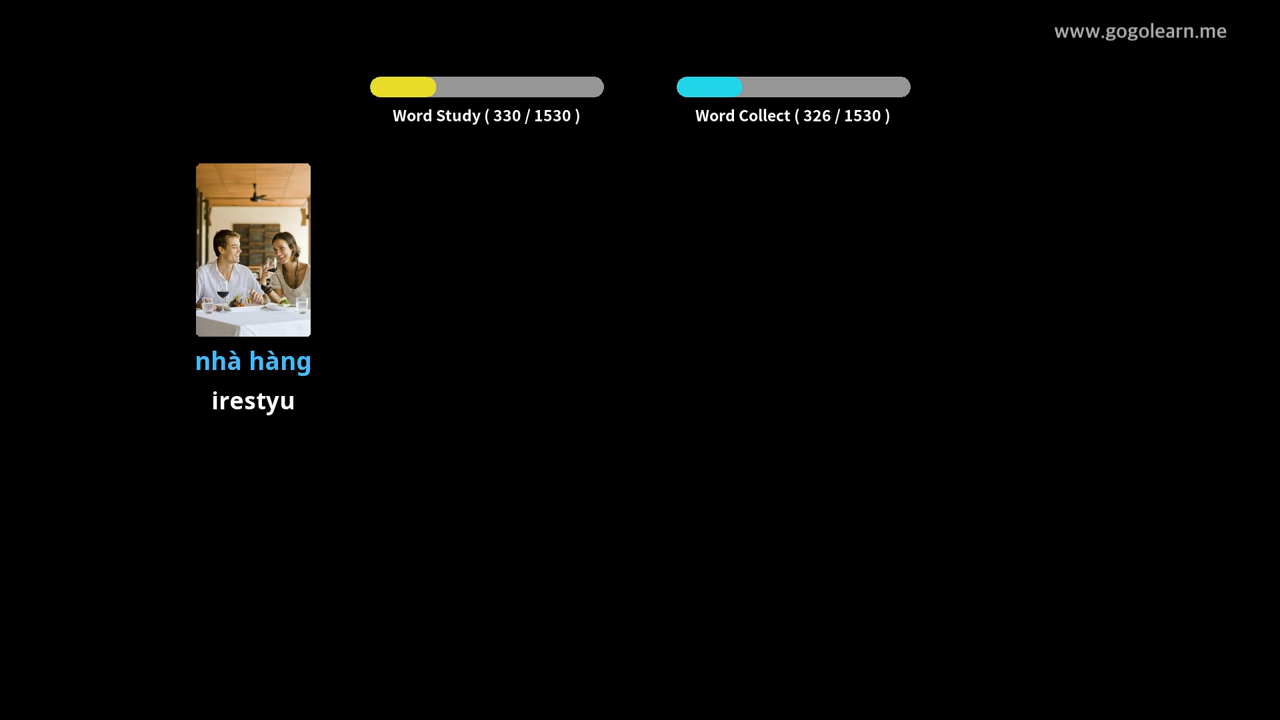 www.gogolearn.me
Word Study ( 330 / 1530 )
Word Collect ( 326 / 1530 )
nhà hàng
irestyu